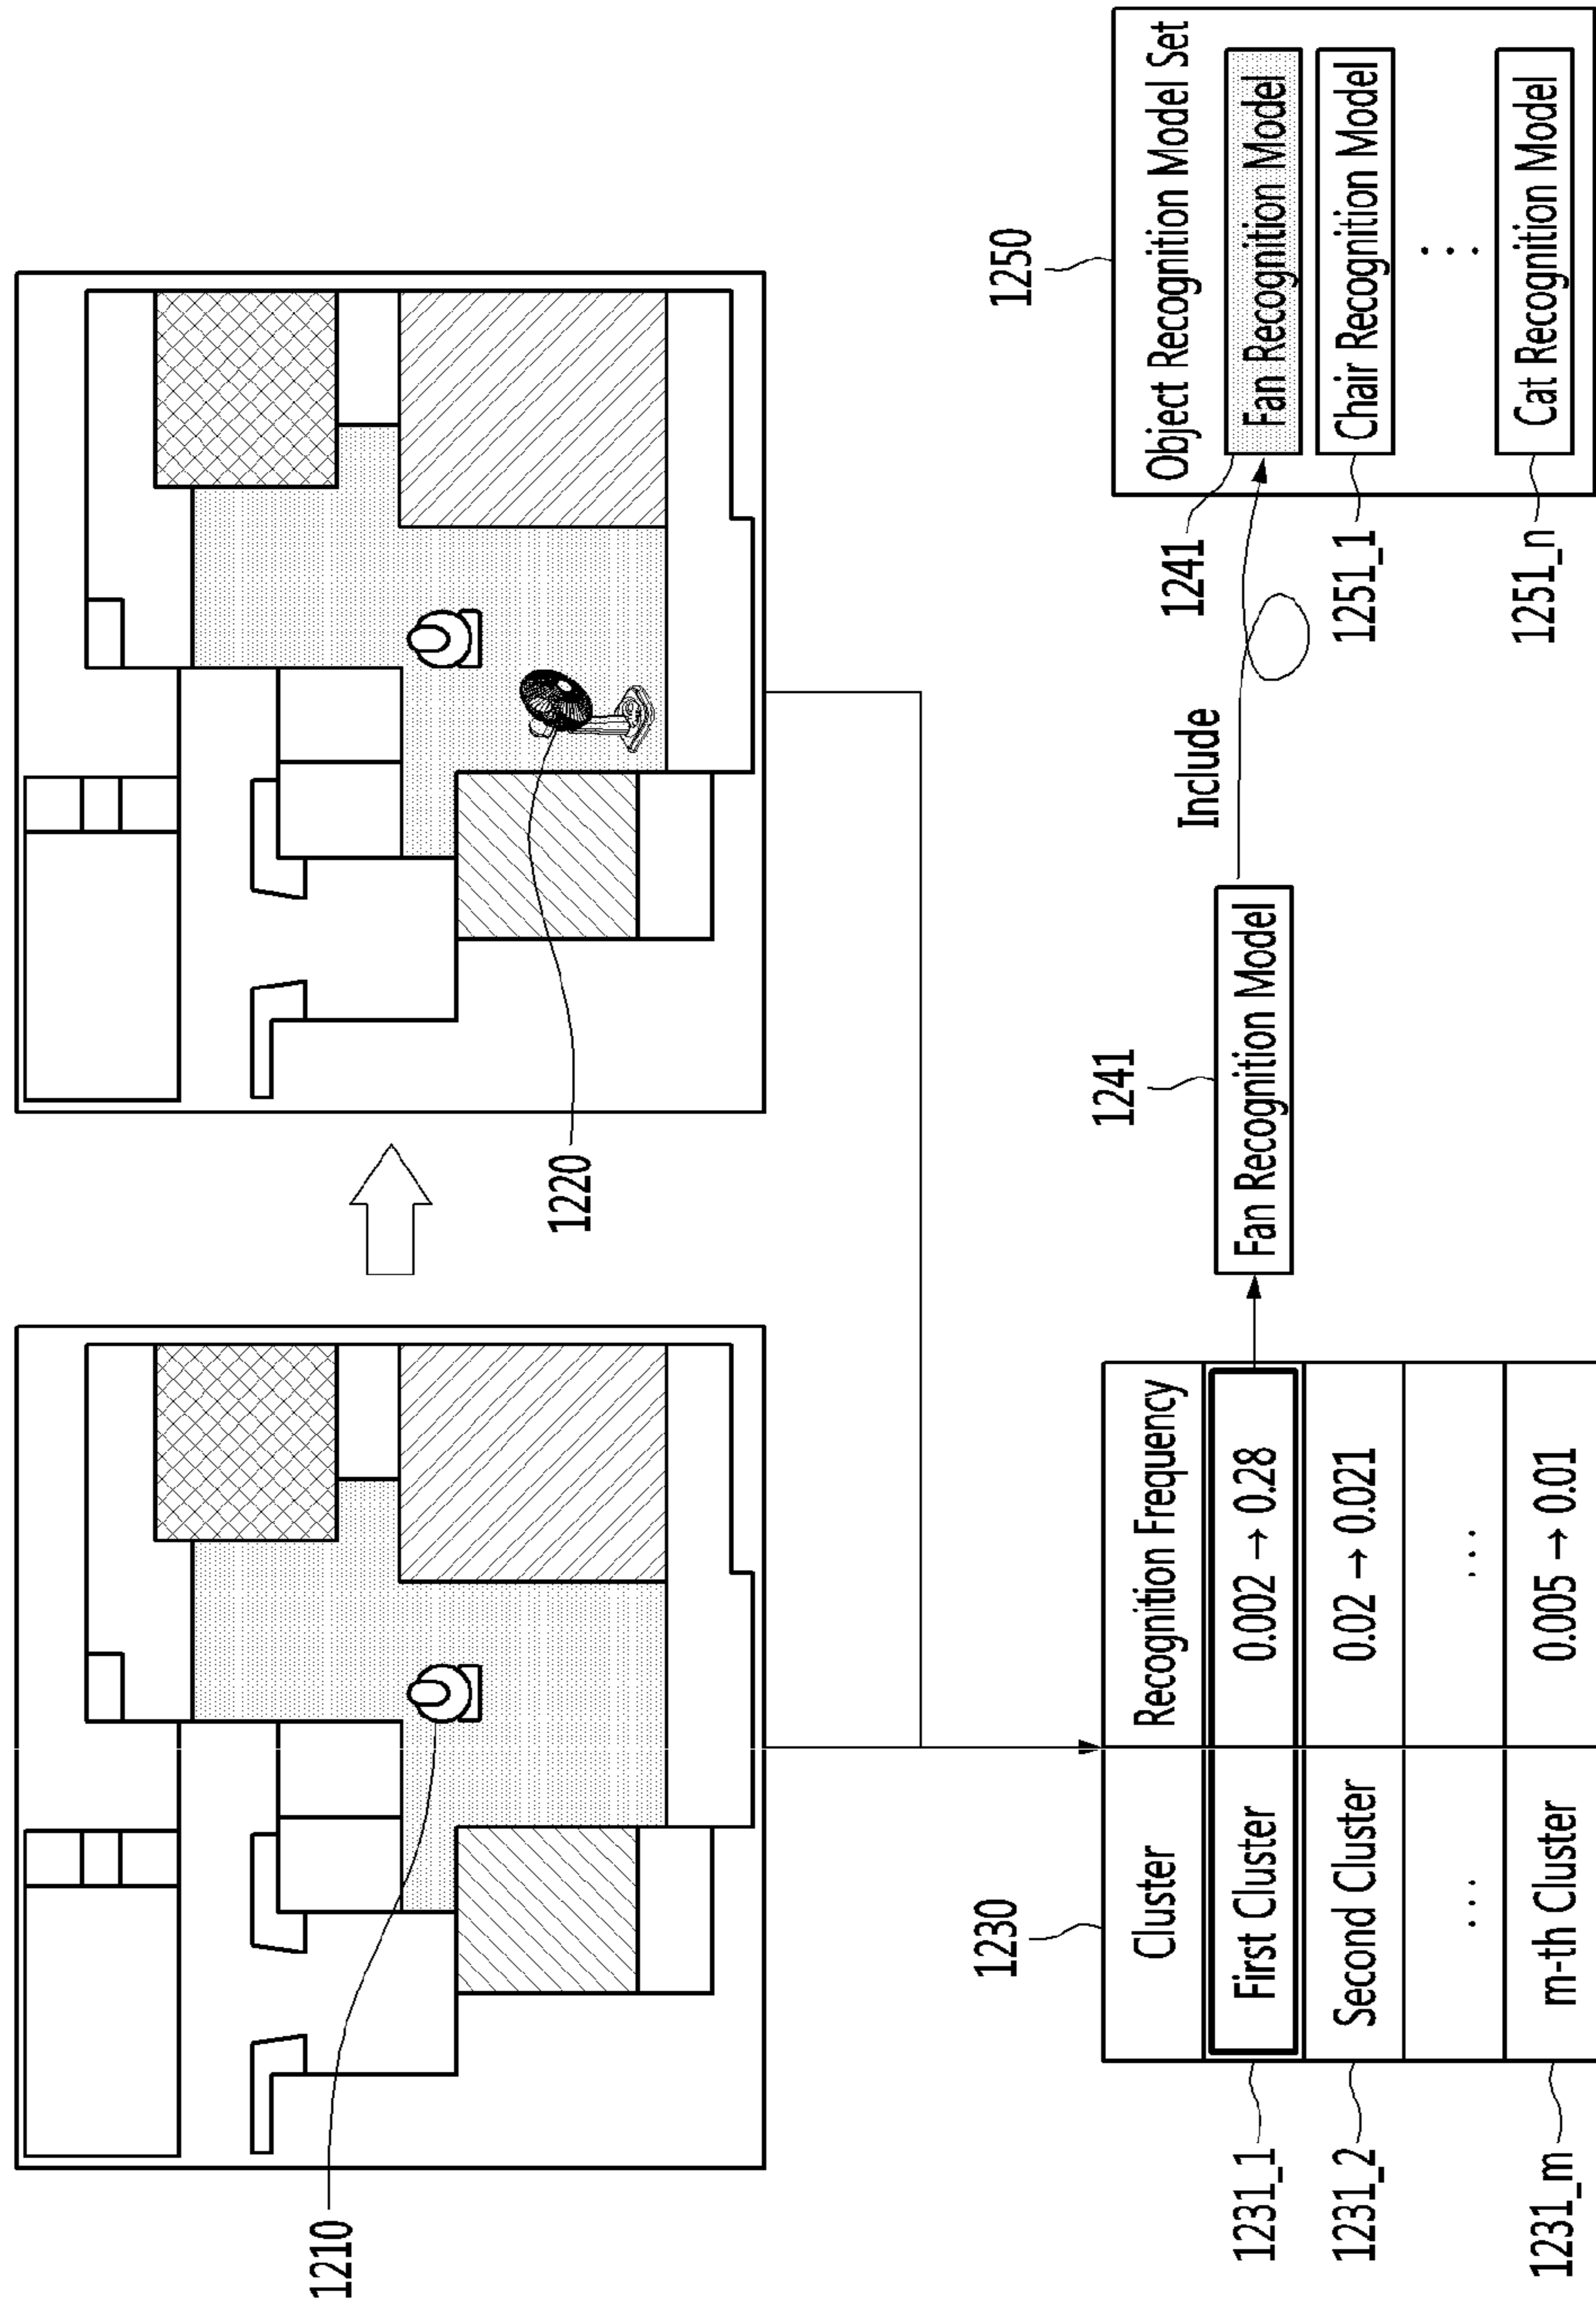 1210
1220
1230
Cluster Recognition Frequency
1231_1 First Cluster 0.002 → 0.28
1231_2 Second Cluster 0.02 → 0.021
... ...
1231_m m-th Cluster 0.005 → 0.01
1241
Fan Recognition Model
Include
1250
Object Recognition Model Set
1241 Fan Recognition Model
1251_1 Chair Recognition Model
...
1251_n Cat Recognition Model